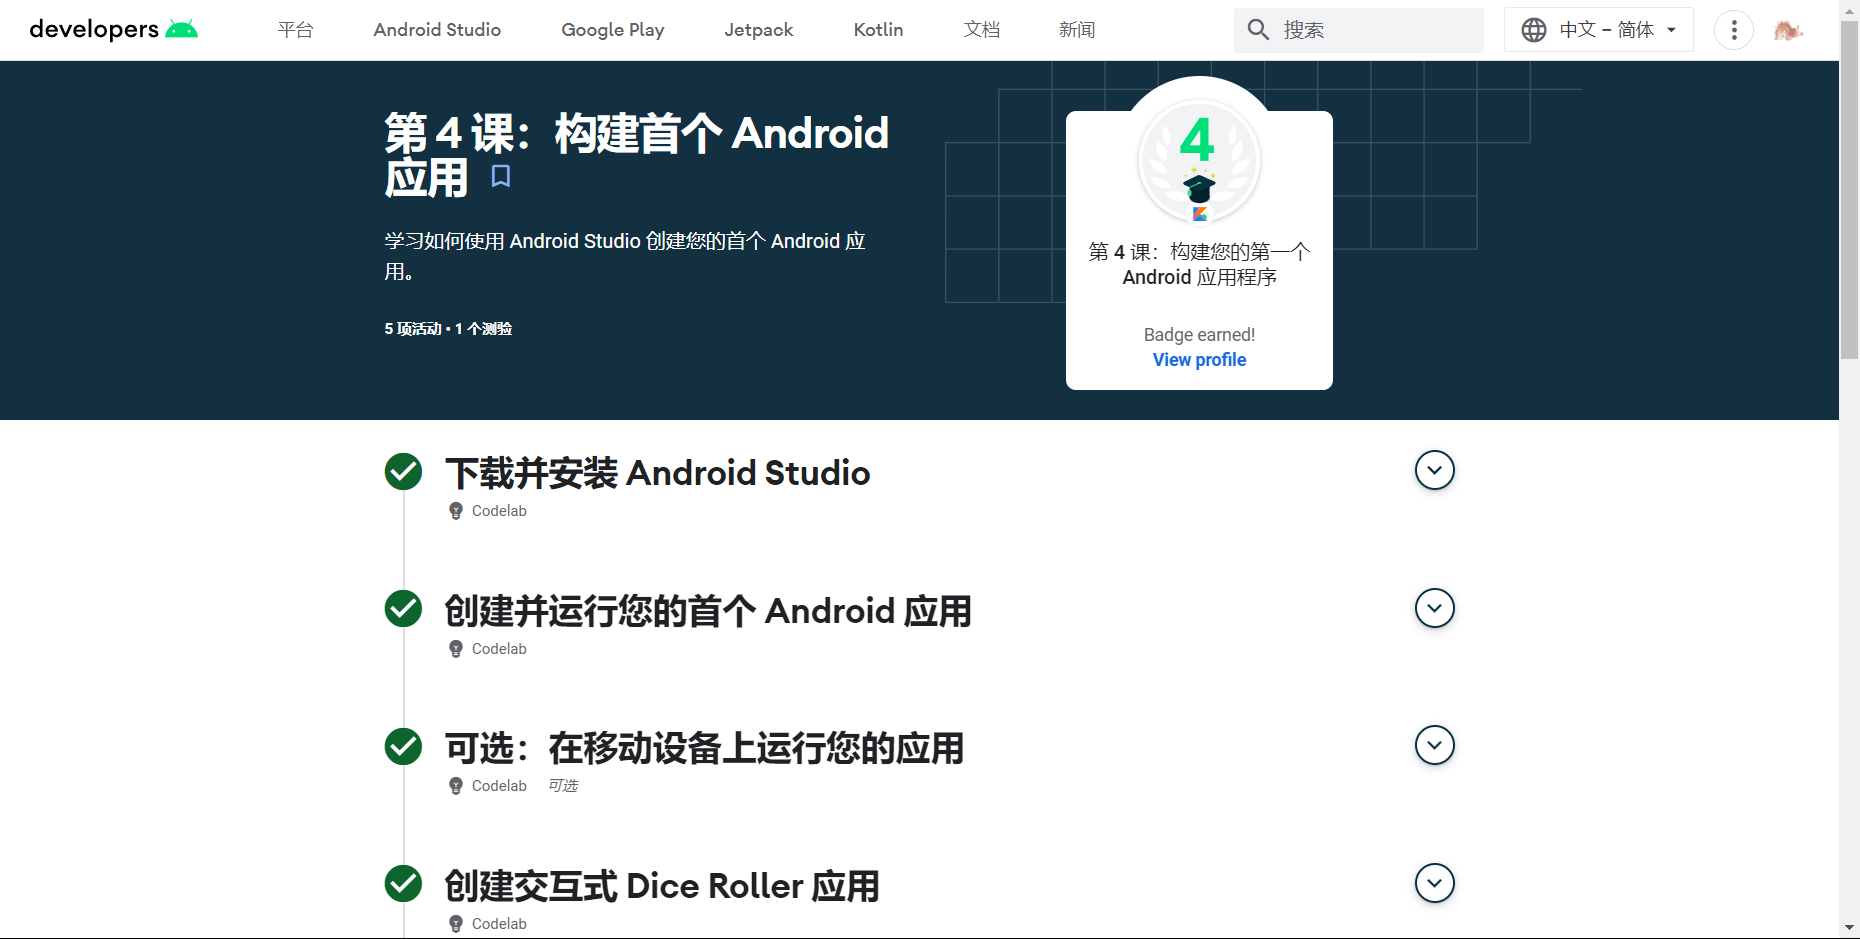 developers
平台
Android Studio
Google Play
Jetpack
Kotlin
文档
新闻
搜索
中文 – 简体
第 4 课：构建首个 Android
应用
学习如何使用 Android Studio 创建您的首个 Android 应
用。
5 项活动 • 1 个测验
4
第 4 课：构建您的第一个
Android 应用程序
Badge earned!
View profile
下载并安装 Android Studio
Codelab
创建并运行您的首个 Android 应用
Codelab
可选：在移动设备上运行您的应用
Codelab 可选
创建交互式 Dice Roller 应用
Codelab